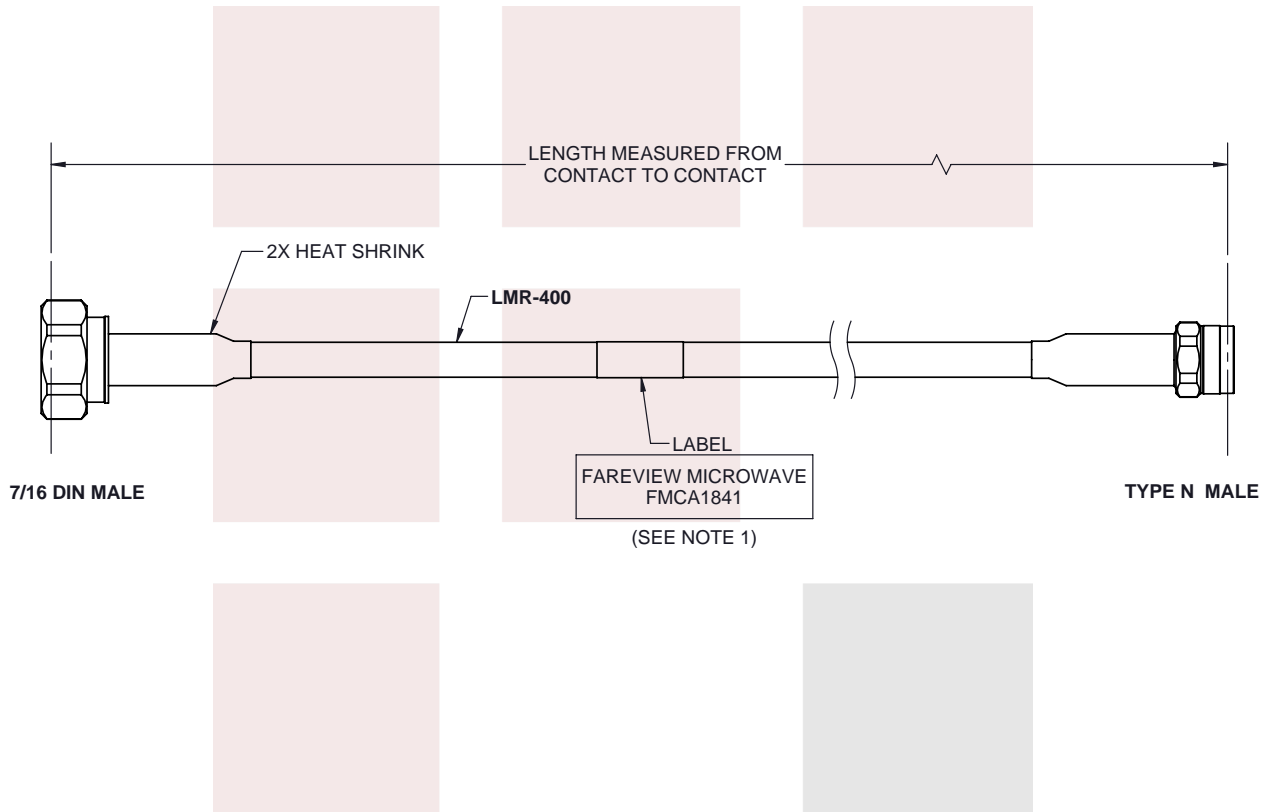 LENGTH MEASURED FROM
CONTACT TO CONTACT
2X HEAT SHRINK
LMR-400
LABEL
FAREVIEW MICROWAVE
FMCA1841
(SEE NOTE 1)
7/16 DIN MALE
TYPE N MALE